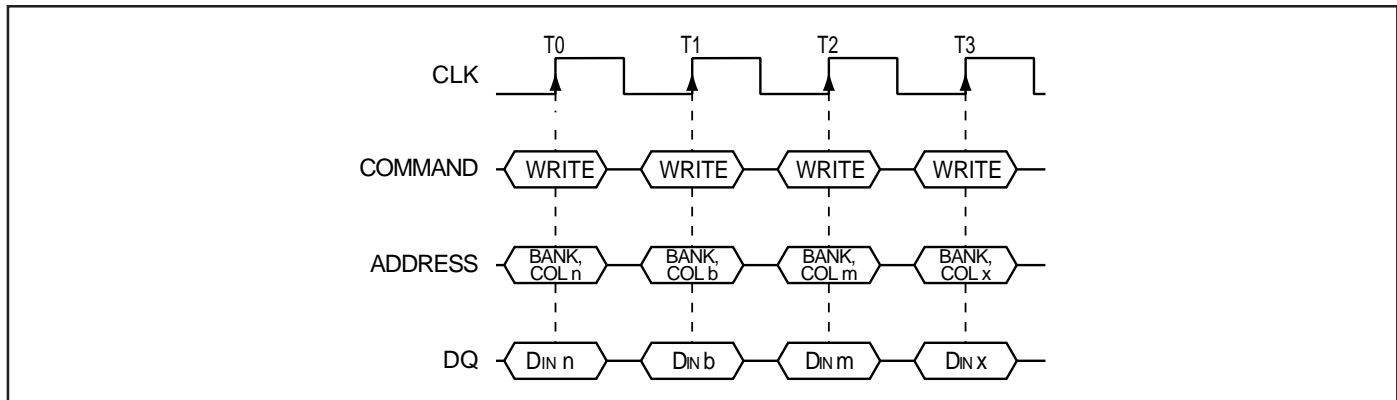 T0 T1 T2 T3
CLK
COMMAND WRITE WRITE WRITE WRITE
ADDRESS BANK, COL n BANK, COL b BANK, COL m BANK, COL x
DQ DIN n DIN b DIN m DIN x